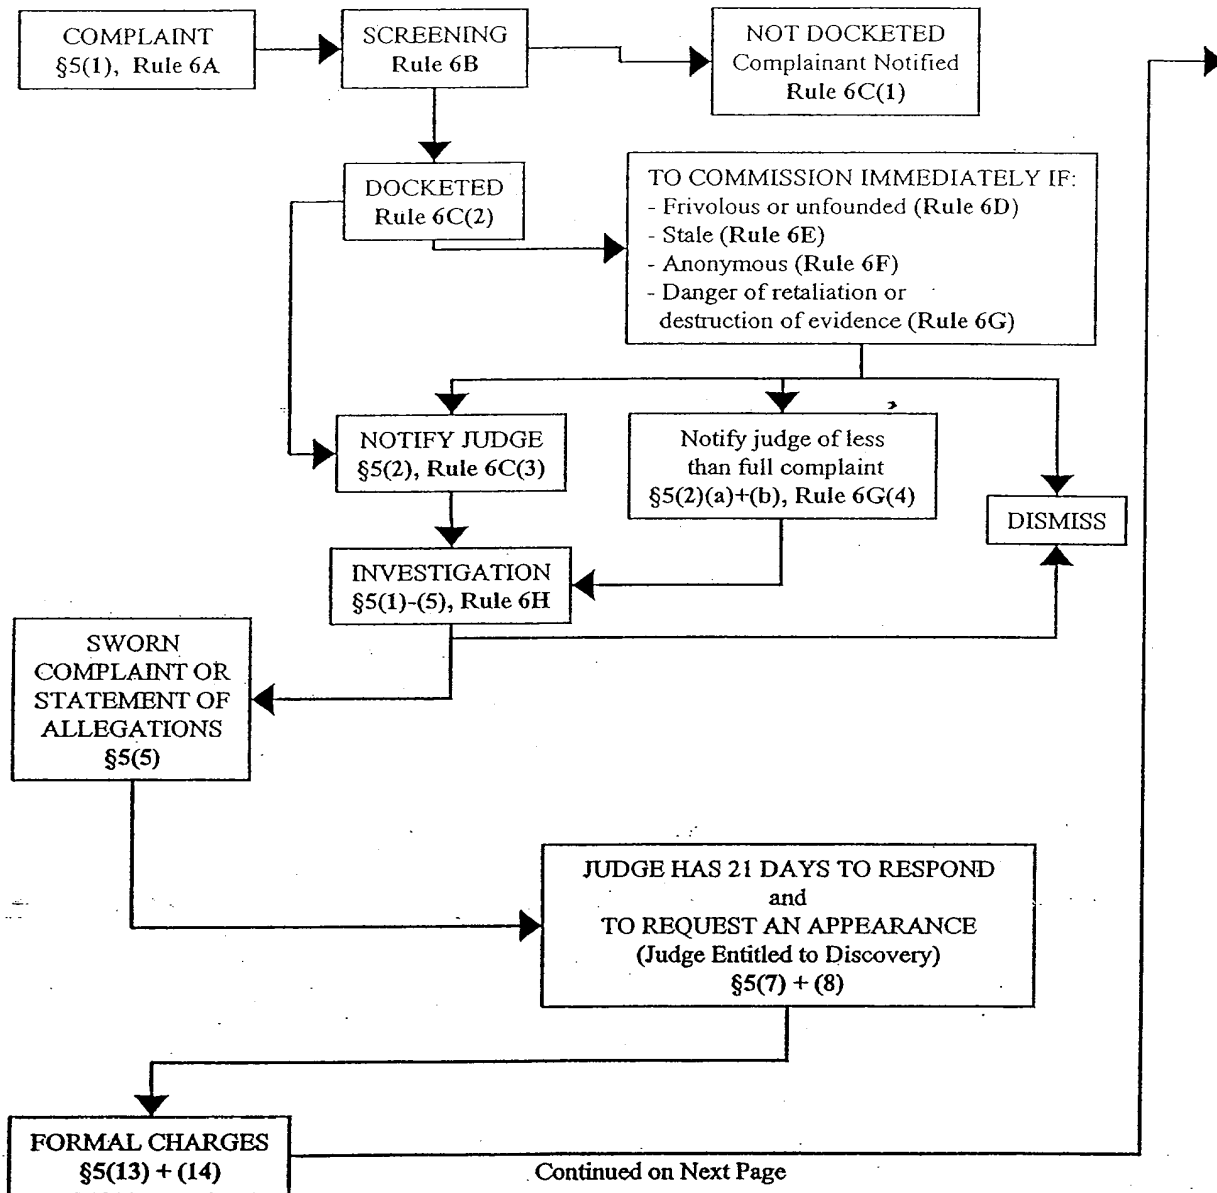 COMPLAINT
§5(1), Rule 6A
SCREENING
Rule 6B
NOT DOCKETED
Complainant Notified
Rule 6C(1)
DOCKETED
Rule 6C(2)
TO COMMISSION IMMEDIATELY IF:
- Frivolous or unfounded (Rule 6D)
- Stale (Rule 6E)
- Anonymous (Rule 6F)
- Danger of retaliation or
destruction of evidence (Rule 6G)
NOTIFY JUDGE
§5(2), Rule 6C(3)
Notify judge of less
than full complaint
§5(2)(a)+(b), Rule 6G(4)
DISMISS
INVESTIGATION
§5(1)-(5), Rule 6H
SWORN
COMPLAINT OR
STATEMENT OF
ALLEGATIONS
§5(5)
JUDGE HAS 21 DAYS TO RESPOND
and
TO REQUEST AN APPEARANCE
(Judge Entitled to Discovery)
§5(7) + (8)
FORMAL CHARGES
§5(13) + (14)
Continued on Next Page